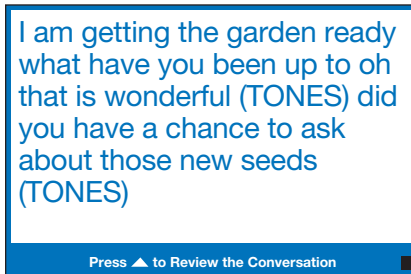 I am getting the garden ready
what have you been up to oh
that is wonderful (TONES) did
you have a chance to ask
about those new seeds
(TONES)
Press ▲ to Review the Conversation